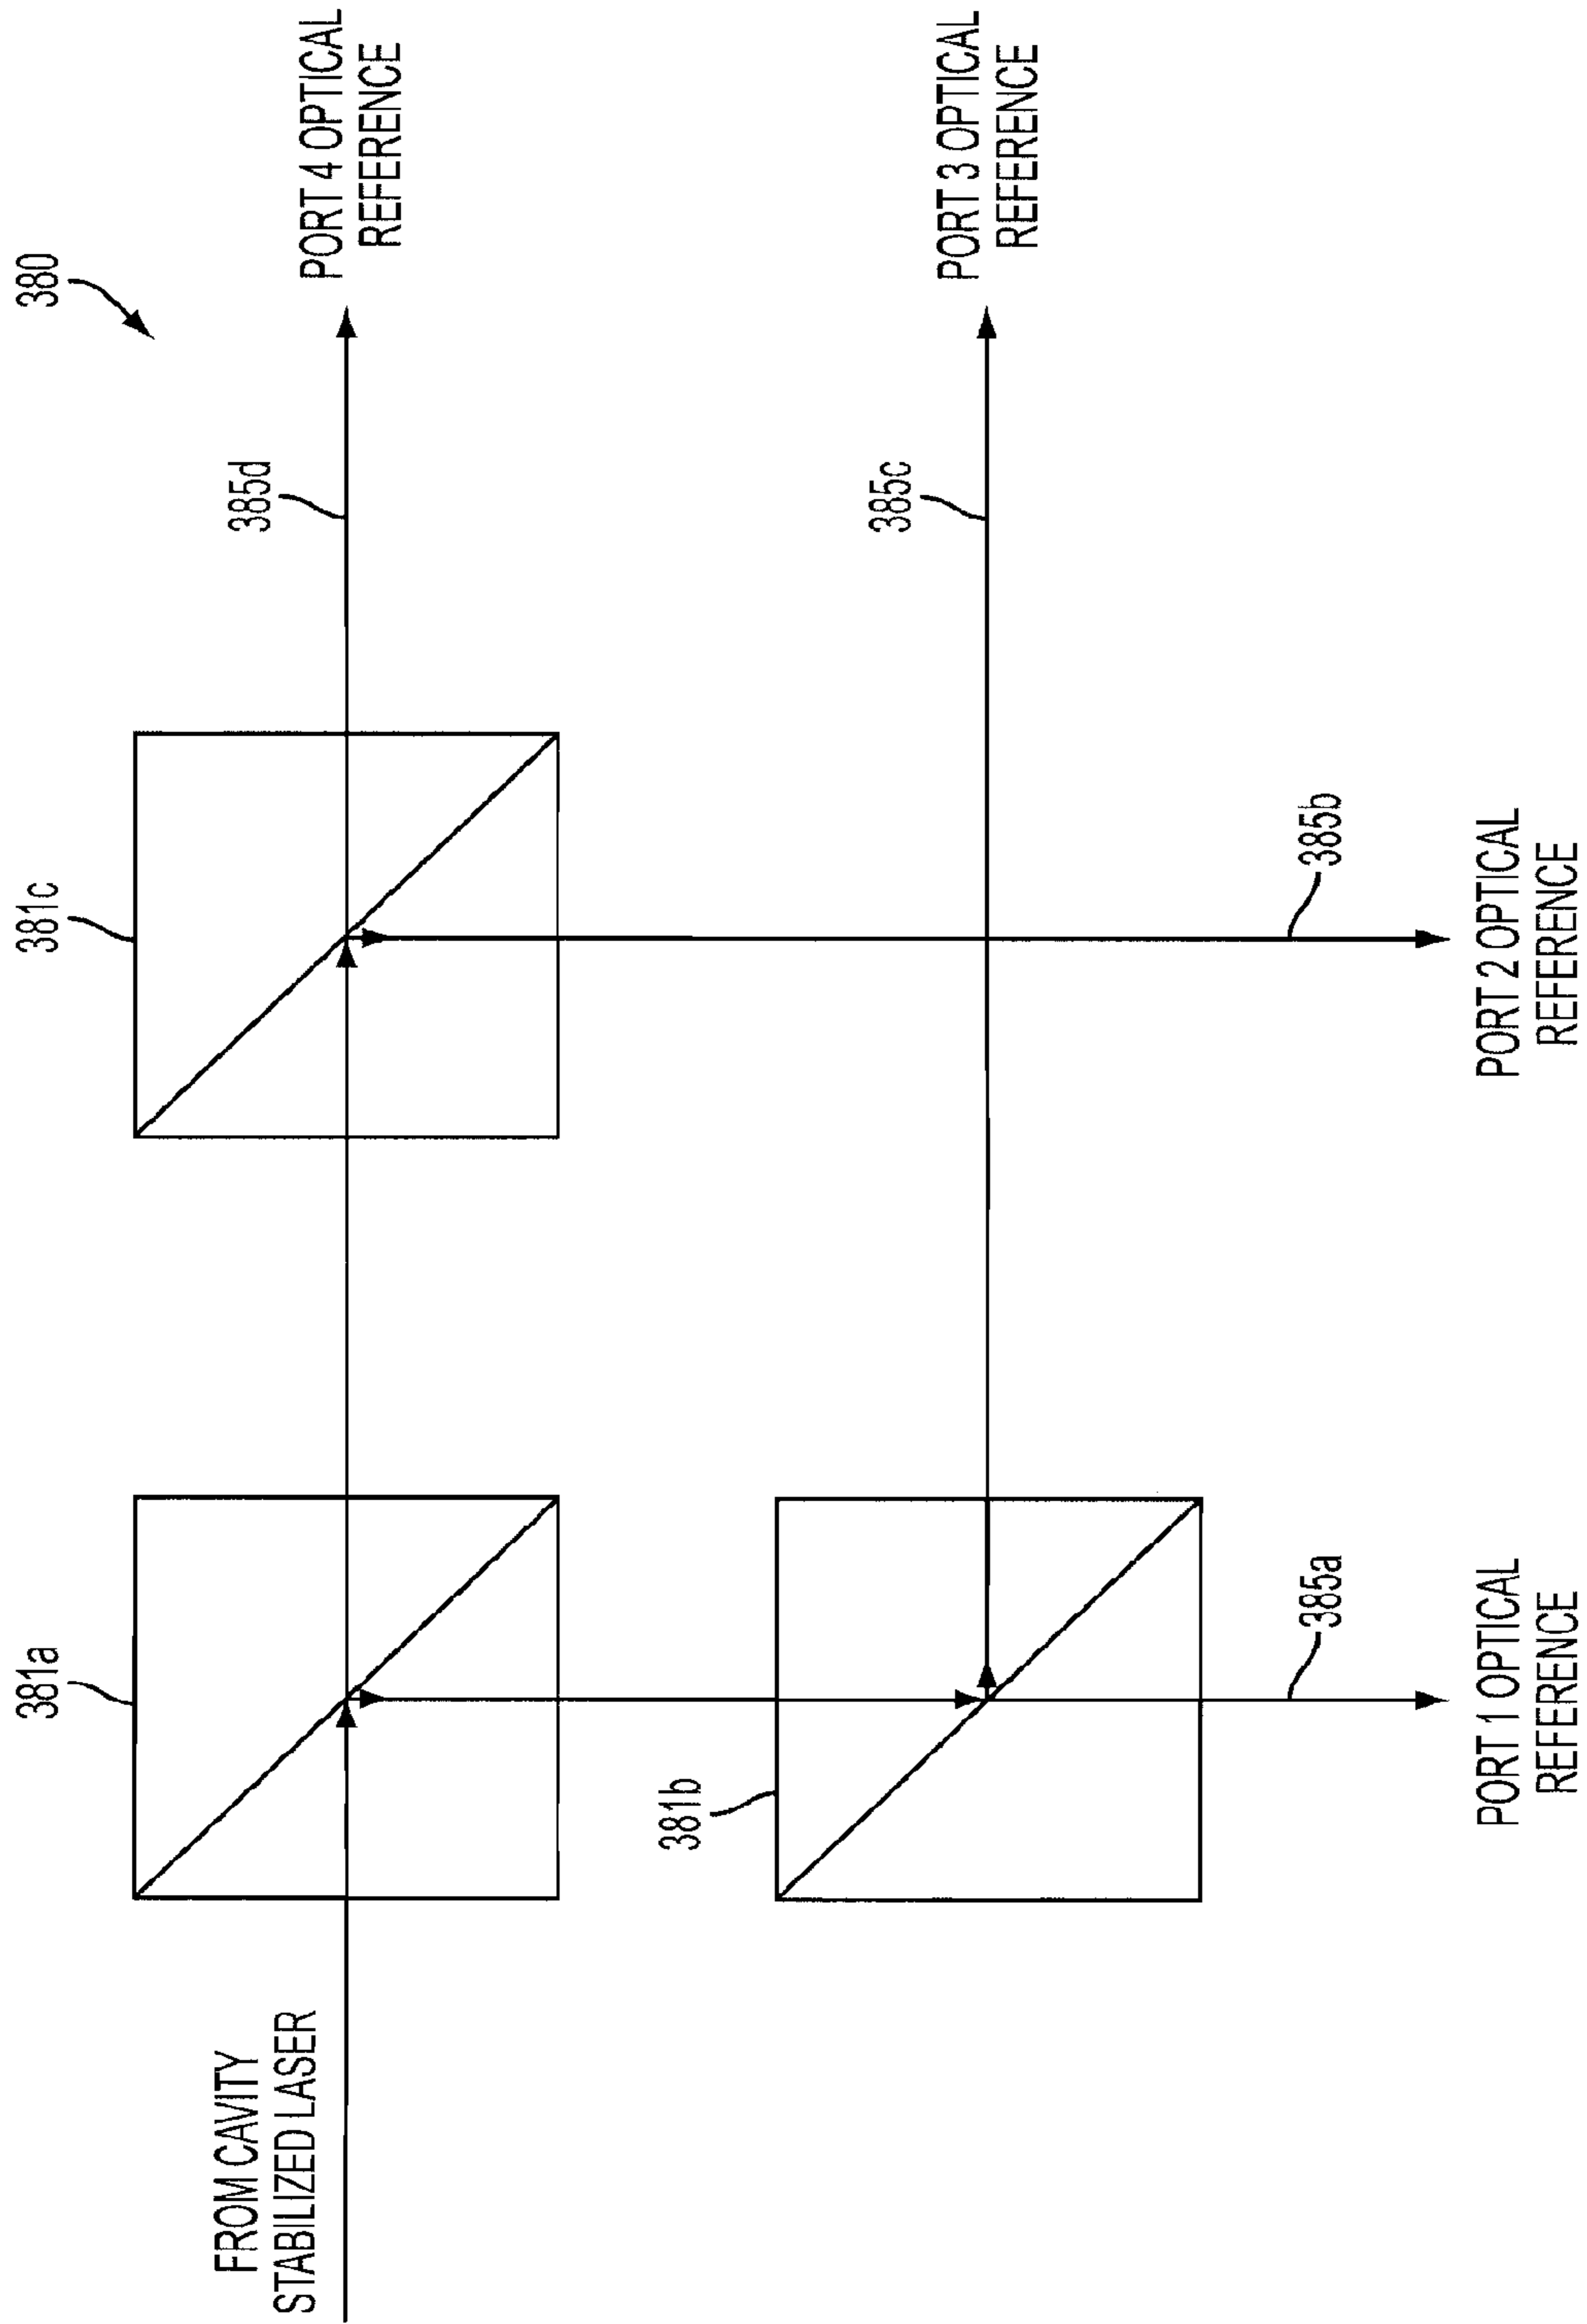 380
FROM CAVITY
STABILIZED LASER
381a
381c
385d
PORT 4 OPTICAL
REFERENCE
381b
385c
PORT 3 OPTICAL
REFERENCE
385a
385b
PORT 1 OPTICAL
REFERENCE
PORT 2 OPTICAL
REFERENCE